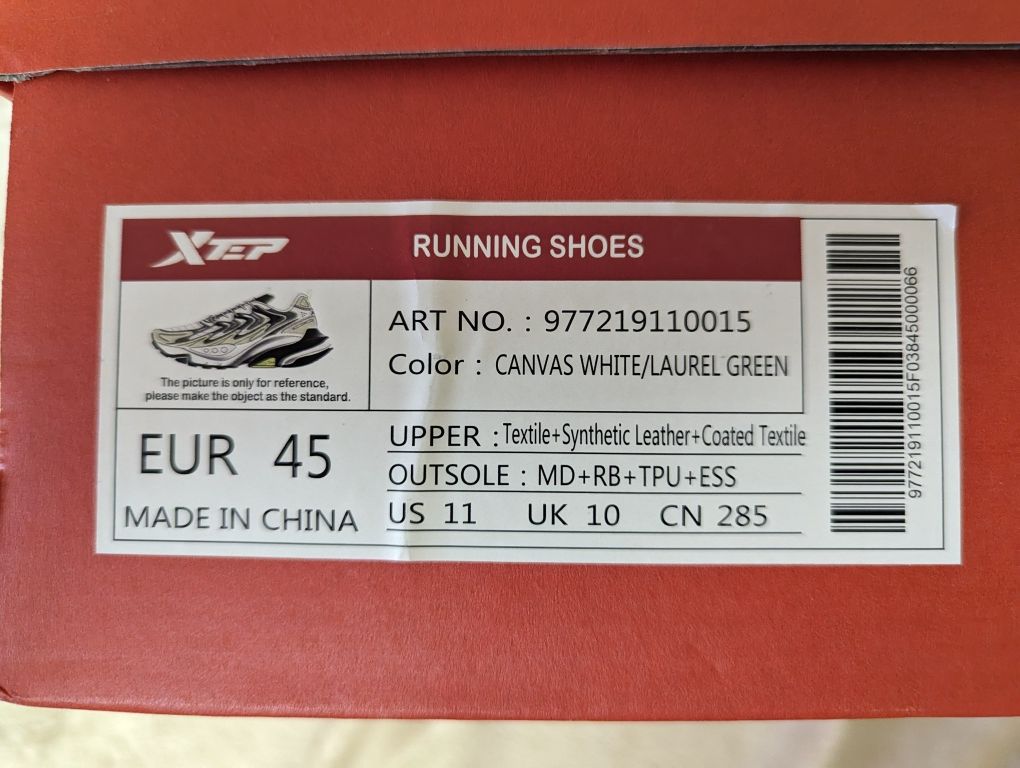 XTEP
RUNNING SHOES
The picture is only for reference,
please make the object as the standard.
ART NO. : 977219110015
Color : CANVAS WHITE/LAUREL GREEN
EUR 45
MADE IN CHINA
UPPER : Textile+Synthetic Leather+Coated Textile
OUTSOLE : MD+RB+TPU+ESS
US 11 UK 10 CN 285
977219110015F03845000066